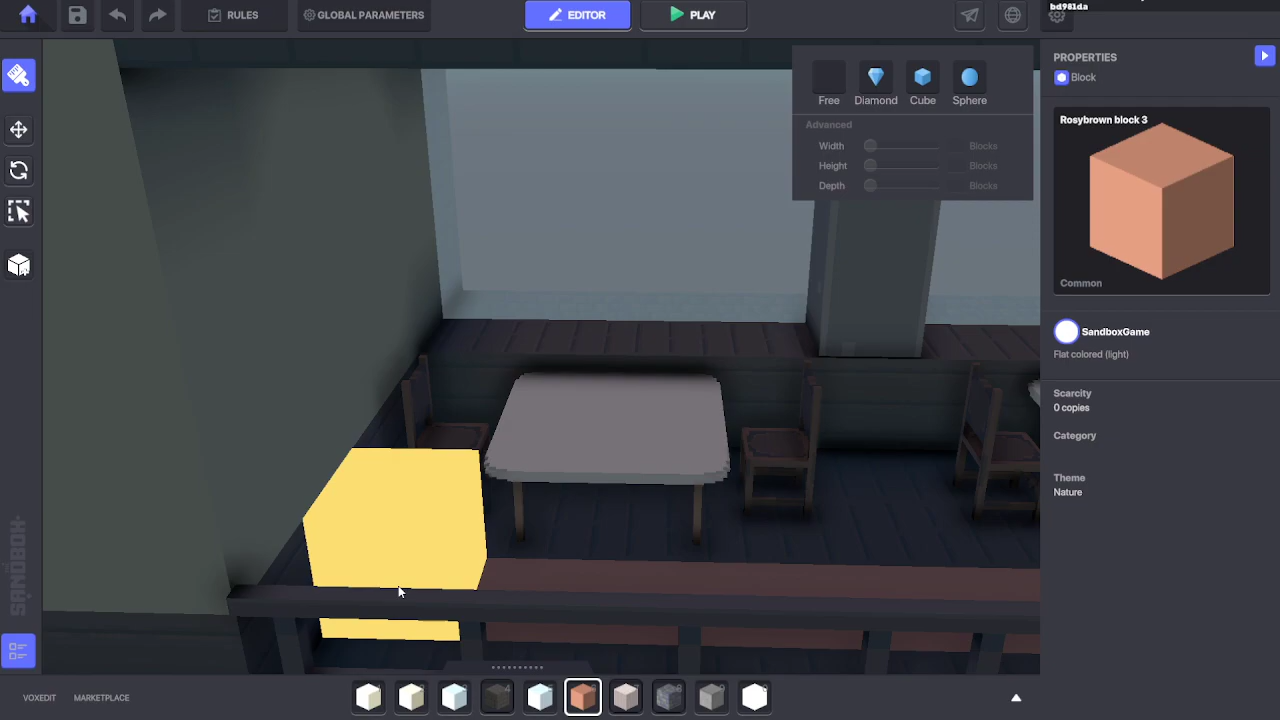 bd981da
RULES
GLOBAL PARAMETERS
EDITOR
PLAY
PROPERTIES
Block
Free
Diamond
Cube
Sphere
Advanced
Width
Blocks
Height
Blocks
Depth
Blocks
Rosybrown block 3
Common
SandboxGame
Flat colored (light)
Scarcity
0 copies
Category
Theme
Nature
THE SANDBOX
VOXEDIT
MARKETPLACE